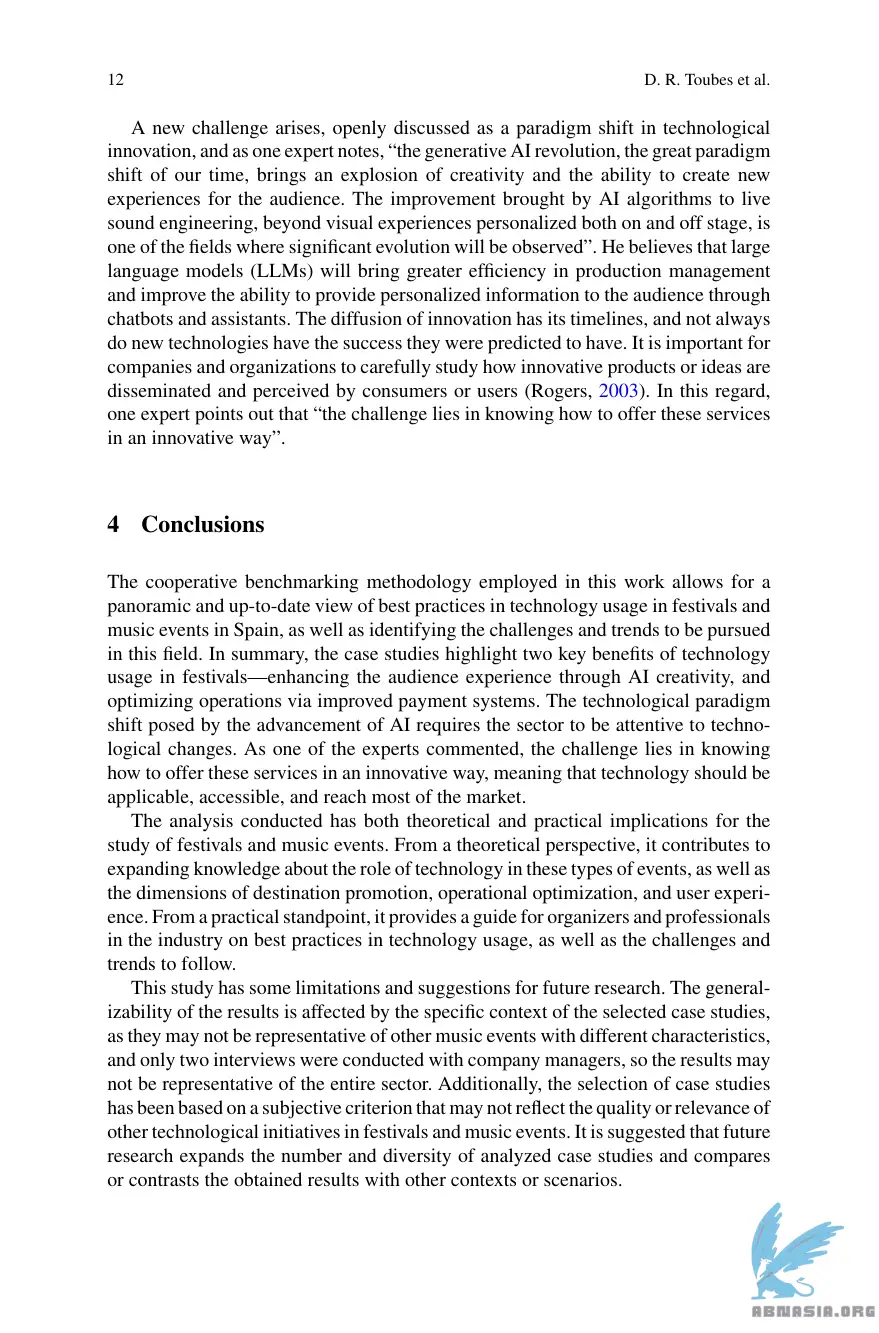 12
D. R. Toubes et al.
A new challenge arises, openly discussed as a paradigm shift in technological
innovation, and as one expert notes, “the generative AI revolution, the great paradigm
shift of our time, brings an explosion of creativity and the ability to create new
experiences for the audience. The improvement brought by AI algorithms to live
sound engineering, beyond visual experiences personalized both on and off stage, is
one of the fields where significant evolution will be observed”. He believes that large
language models (LLMs) will bring greater efficiency in production management
and improve the ability to provide personalized information to the audience through
chatbots and assistants. The diffusion of innovation has its timelines, and not always
do new technologies have the success they were predicted to have. It is important for
companies and organizations to carefully study how innovative products or ideas are
disseminated and perceived by consumers or users (Rogers, 2003). In this regard,
one expert points out that “the challenge lies in knowing how to offer these services
in an innovative way”.
4 Conclusions
The cooperative benchmarking methodology employed in this work allows for a
panoramic and up-to-date view of best practices in technology usage in festivals and
music events in Spain, as well as identifying the challenges and trends to be pursued
in this field. In summary, the case studies highlight two key benefits of technology
usage in festivals—enhancing the audience experience through AI creativity, and
optimizing operations via improved payment systems. The technological paradigm
shift posed by the advancement of AI requires the sector to be attentive to techno-
logical changes. As one of the experts commented, the challenge lies in knowing
how to offer these services in an innovative way, meaning that technology should be
applicable, accessible, and reach most of the market.
The analysis conducted has both theoretical and practical implications for the
study of festivals and music events. From a theoretical perspective, it contributes to
expanding knowledge about the role of technology in these types of events, as well as
the dimensions of destination promotion, operational optimization, and user experi-
ence. From a practical standpoint, it provides a guide for organizers and professionals
in the industry on best practices in technology usage, as well as the challenges and
trends to follow.
This study has some limitations and suggestions for future research. The general-
izability of the results is affected by the specific context of the selected case studies,
as they may not be representative of other music events with different characteristics,
and only two interviews were conducted with company managers, so the results may
not be representative of the entire sector. Additionally, the selection of case studies
has been based on a subjective criterion that may not reflect the quality or relevance of
other technological initiatives in festivals and music events. It is suggested that future
research expands the number and diversity of analyzed case studies and compares
or contrasts the obtained results with other contexts or scenarios.
ABNASIA.ORG